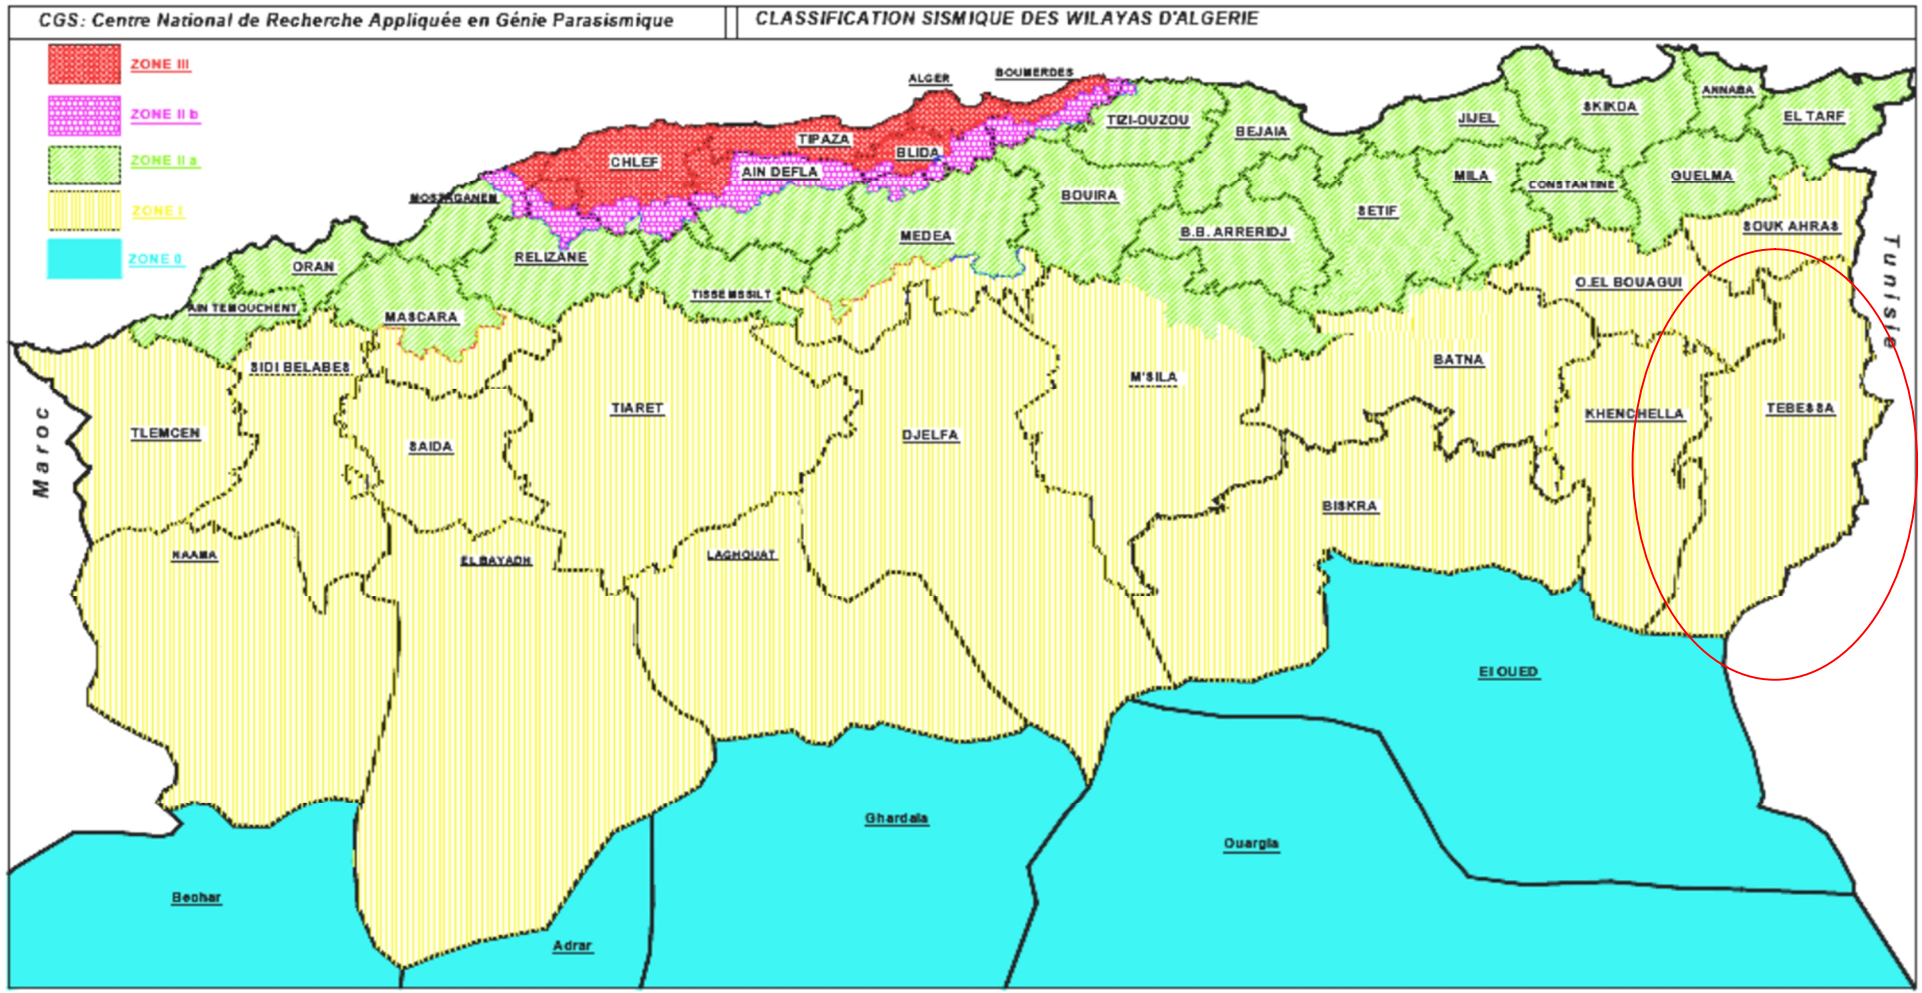 CGS: Centre National de Recherche Appliquée en Génie Parasismique
CLASSIFICATION SISMIQUE DES WILAYAS D'ALGERIE
ZONE III
ZONE II b
ZONE II a
ZONE I
ZONE 0
ALGER
BOUMERDES
TIPAZA
BLIDA
CHLEF
AIN DEFLA
TIZI-OUZOU
BEJAIA
JIJEL
SKIKDA
ANNABA
EL TARF
MOSTAGANEM
BOUIRA
SETIF
MILA
CONSTANTINE
GUELMA
MEDEA
B.B. ARRERIDJ
SOUK AHRAS
ORAN
RELIZANE
AIN TEMOUCHENT
MASCARA
TISSEMSSILT
O.EL BOUAGUI
Tunisie
SIDI BELABES
BATNA
M'SILA
TIARET
KHENCHELLA
TEBESSA
Maroc
TLEMCEN
SAIDA
DJELFA
BISKRA
NAAMA
EL BAYADH
LAGHOUAT
El OUED
Ghardaia
Ouargla
Bechar
Adrar